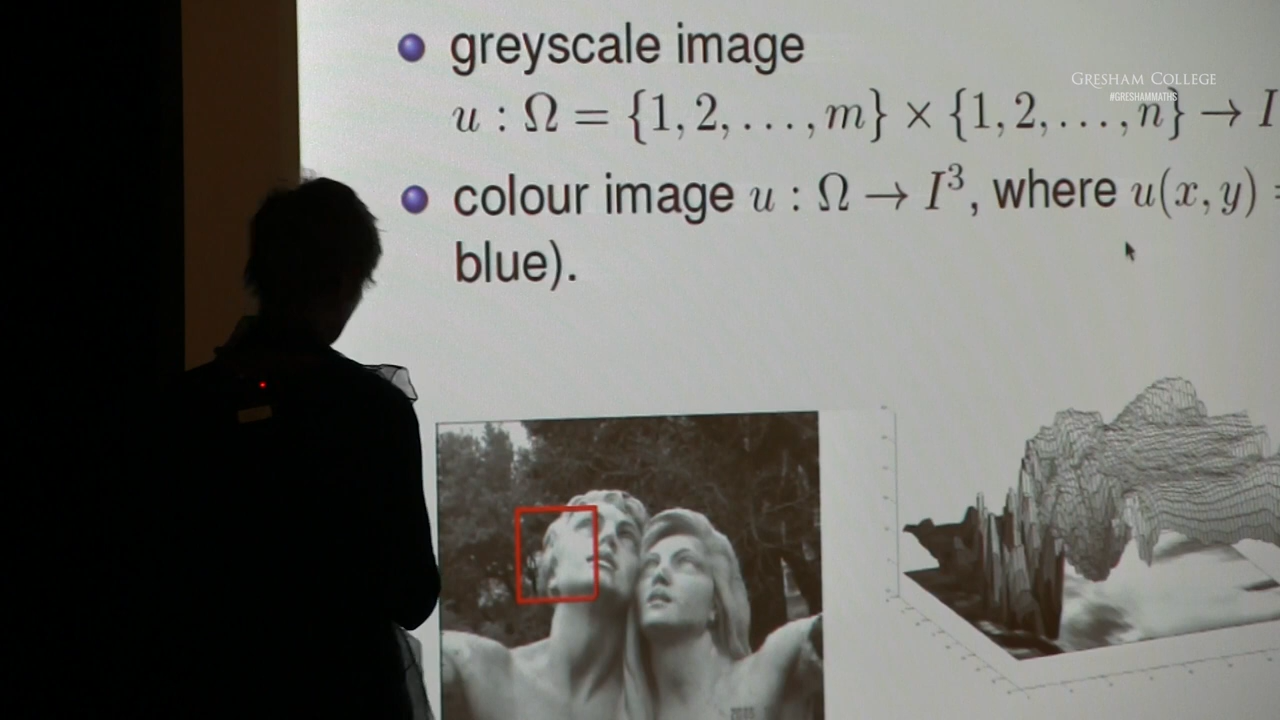 greyscale image
GRESHAM COLLEGE
#GRESHAMMATHS
u : Ω = {1, 2, . . . , m} × {1, 2, . . . , n} → I
colour image u : Ω → I³, where u(x, y) =
blue).